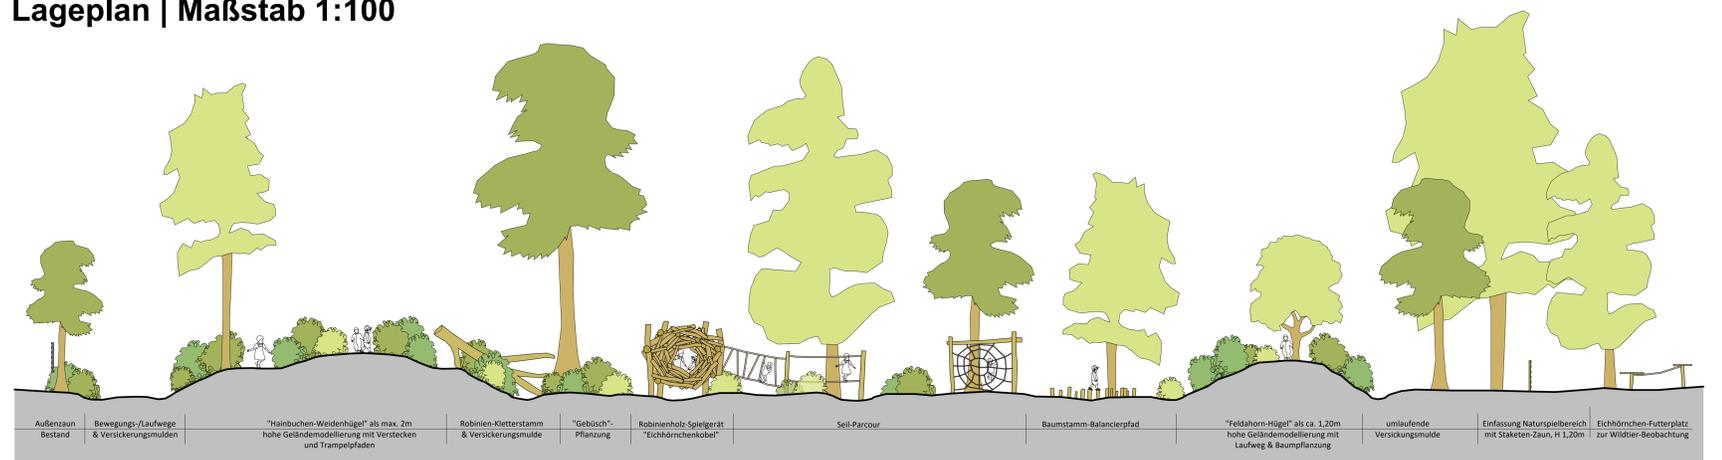 Lageplan | Maßstab 1:100
Außenzaun
Bestand
Bewegungs-/Laufwege
& Versickerungsmulden
"Hainbuchen-Weidenhügel" als max. 2m
hohe Geländemodellierung mit Verstecken
und Trampelpfaden
Robinien-Kletterstamm
& Versickerungsmulde
"Gebüsch"-
Pflanzung
Robinienholz-Spielgerät
"Eichhörnchenkobel"
Seil-Parcour
Baumstamm-Balancierpfad
"Feldahorn-Hügel" als ca. 1,20m
hohe Geländemodellierung mit
Laufweg & Baumpflanzung
umlaufende
Versickungsmulde
Einfassung Naturspielbereich
mit Staketen-Zaun, H 1,20m
Eichhörnchen-Futterplatz
zur Wildtier-Beobachtung